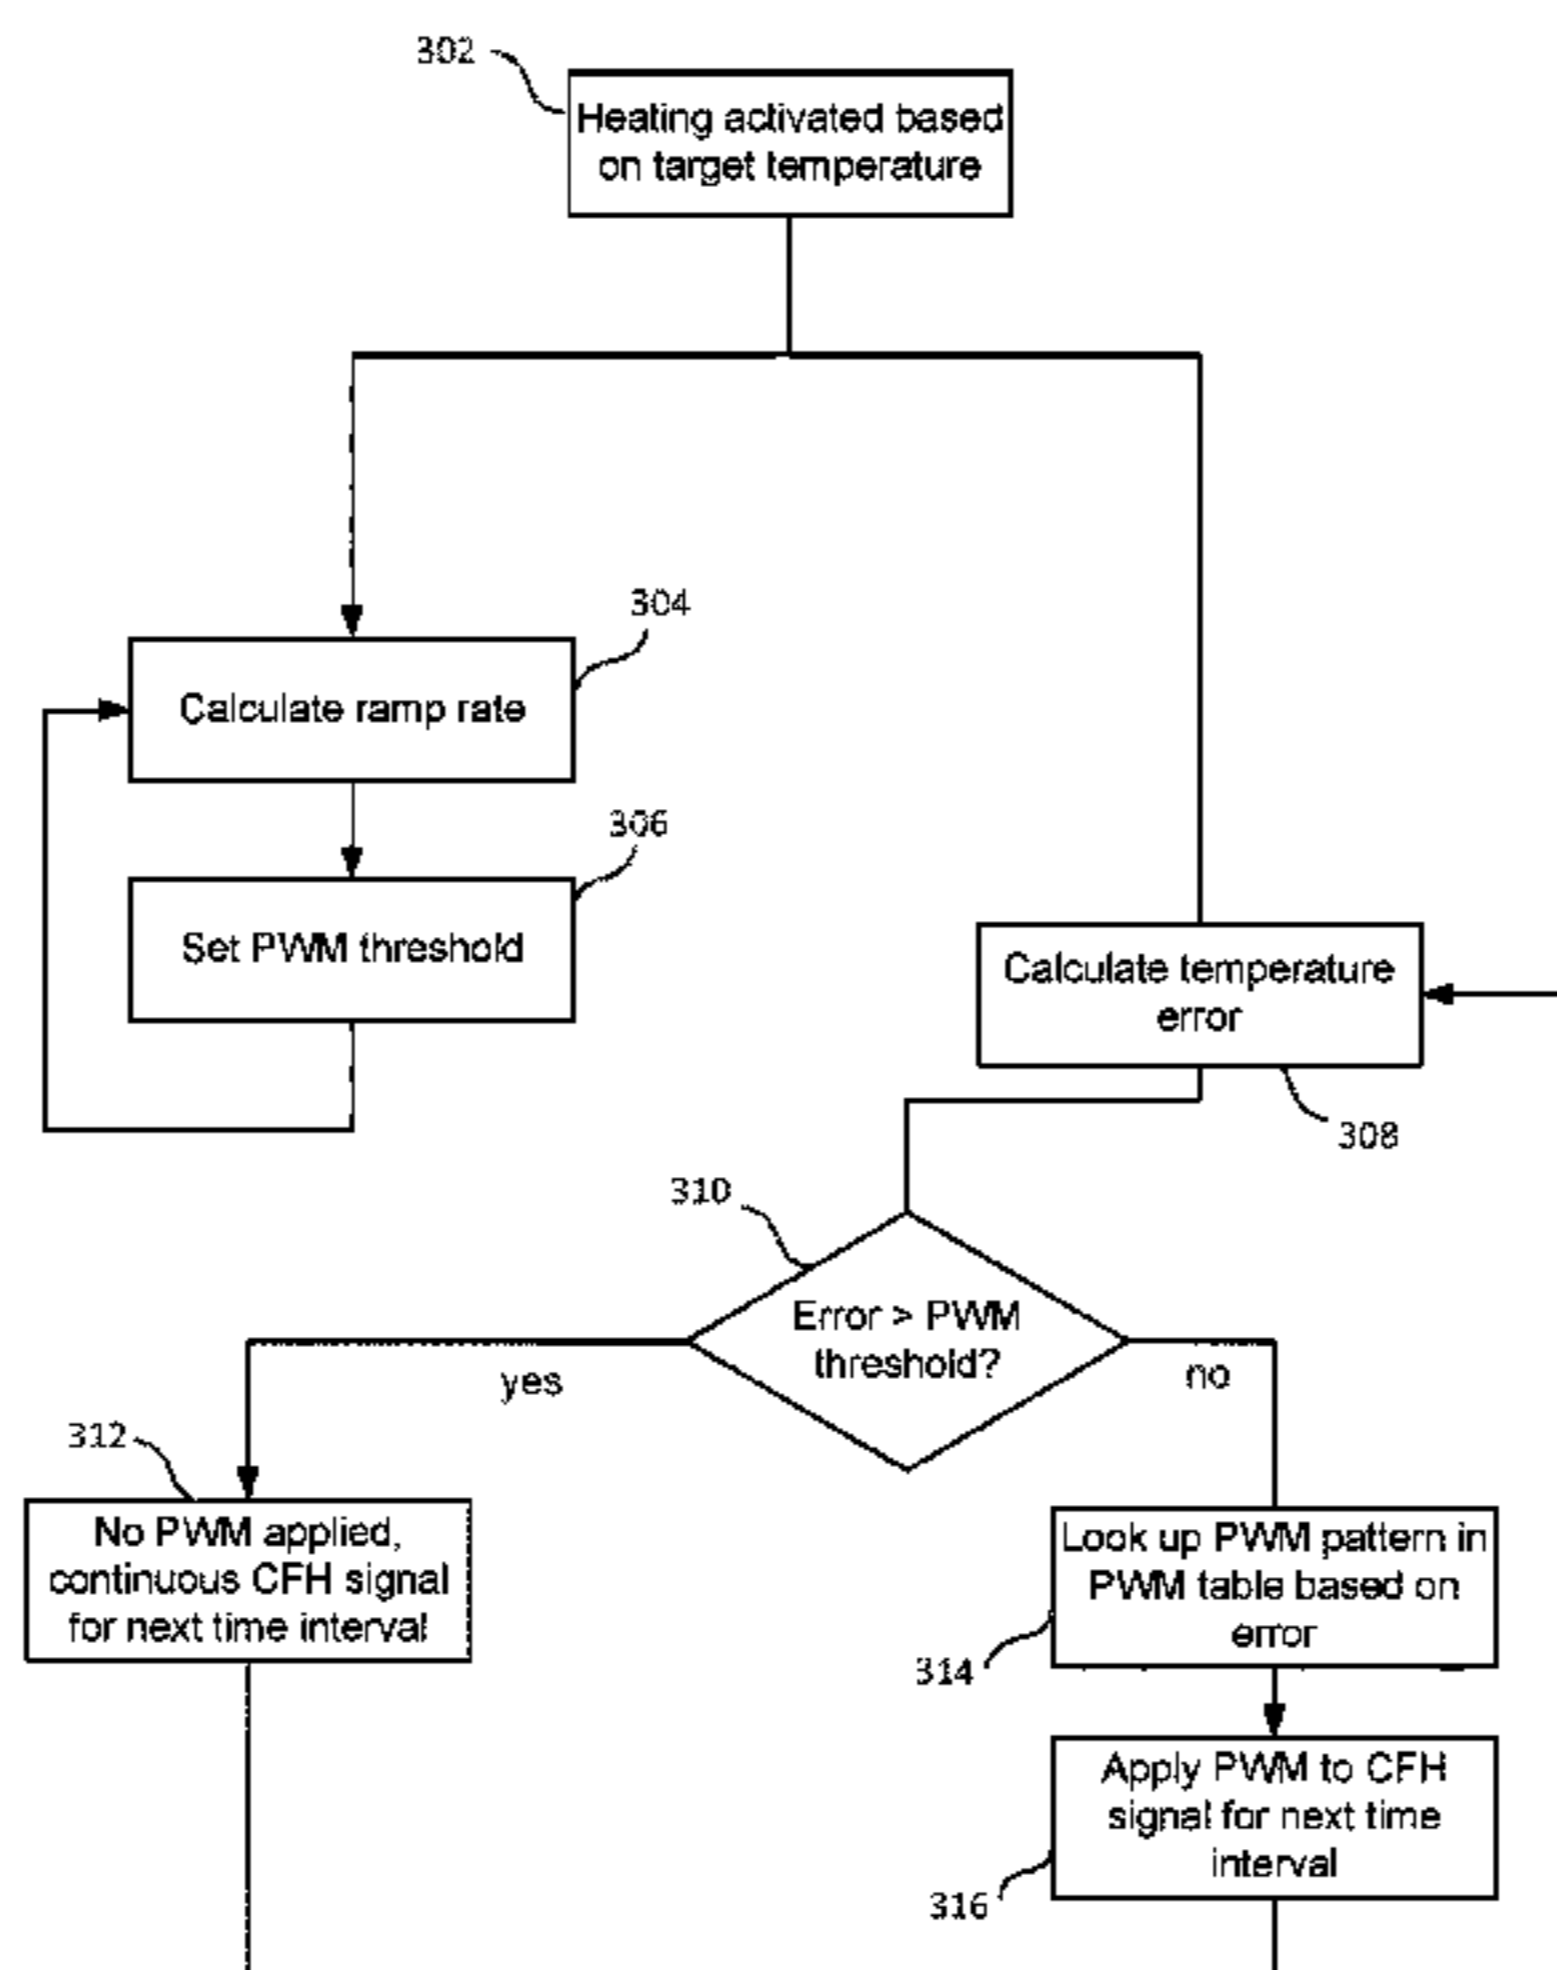 302
Heating activated based
on target temperature
304
Calculate ramp rate
306
Set PWM threshold
Calculate temperature
error
308
310
Error > PWM
threshold?
yes
no
312
No PWM applied,
continuous CFH signal
for next time interval
Look up PWM pattern in
PWM table based on
error
314
Apply PWM to CFH
signal for next time
interval
316